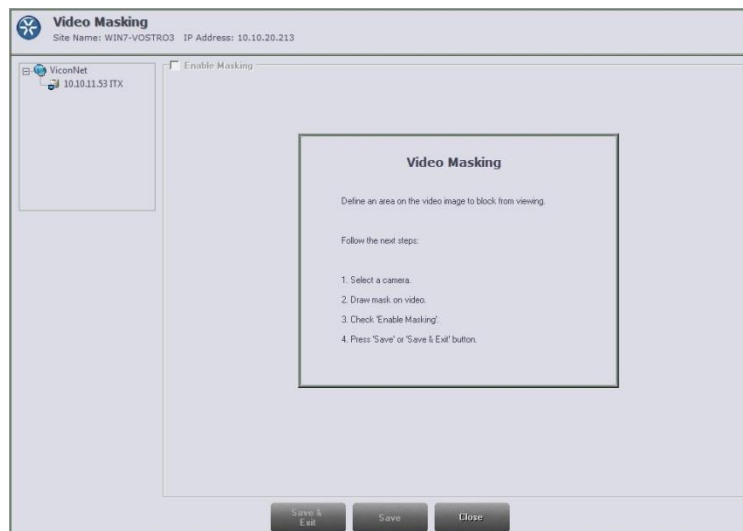 Video Masking
Site Name: WIN7-VOSTRO3 IP Address: 10.10.20.213
ViconNet
10.10.11.53 ITX
Enable Masking
Video Masking
Define an area on the video image to block from viewing.
Follow the next steps:
1. Select a camera.
2. Draw mask on video.
3. Check 'Enable Masking'.
4. Press 'Save' or 'Save & Exit' button.
Save &
Exit
Save
Close